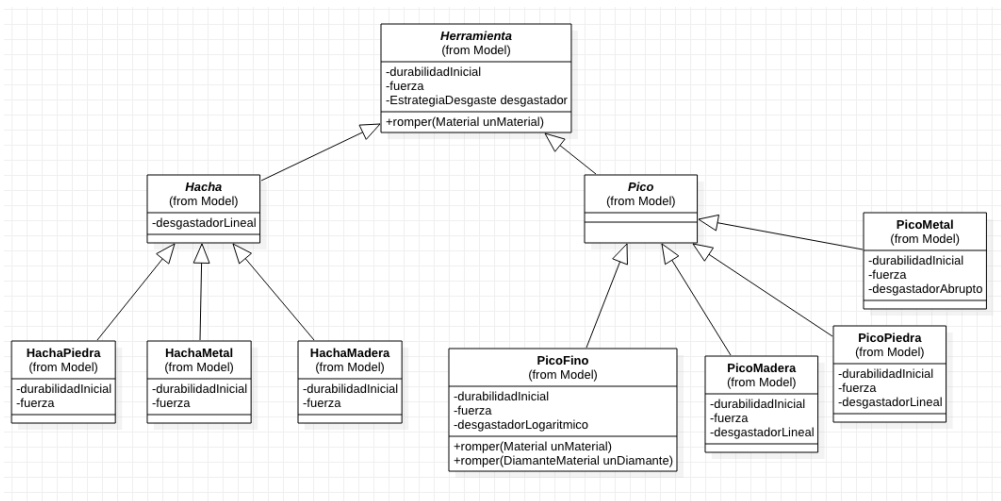 Herramienta
(from Model)
-durabilidadInicial
-fuerza
-EstrategiaDesgaste desgastador
+romper(Material unMaterial)
Hacha
(from Model)
-desgastadorLineal
Pico
(from Model)
PicoMetal
(from Model)
-durabilidadInicial
-fuerza
-desgastadorAbrupto
HachaPiedra
(from Model)
-durabilidadInicial
-fuerza
HachaMetal
(from Model)
-durabilidadInicial
-fuerza
HachaMadera
(from Model)
-durabilidadInicial
-fuerza
PicoFino
(from Model)
-durabilidadInicial
-fuerza
-desgastadorLogaritmico
+romper(Material unMaterial)
+romper(DiamanteMaterial unDiamante)
PicoMadera
(from Model)
-durabilidadInicial
-fuerza
-desgastadorLineal
PicoPiedra
(from Model)
-durabilidadInicial
-fuerza
-desgastadorLineal